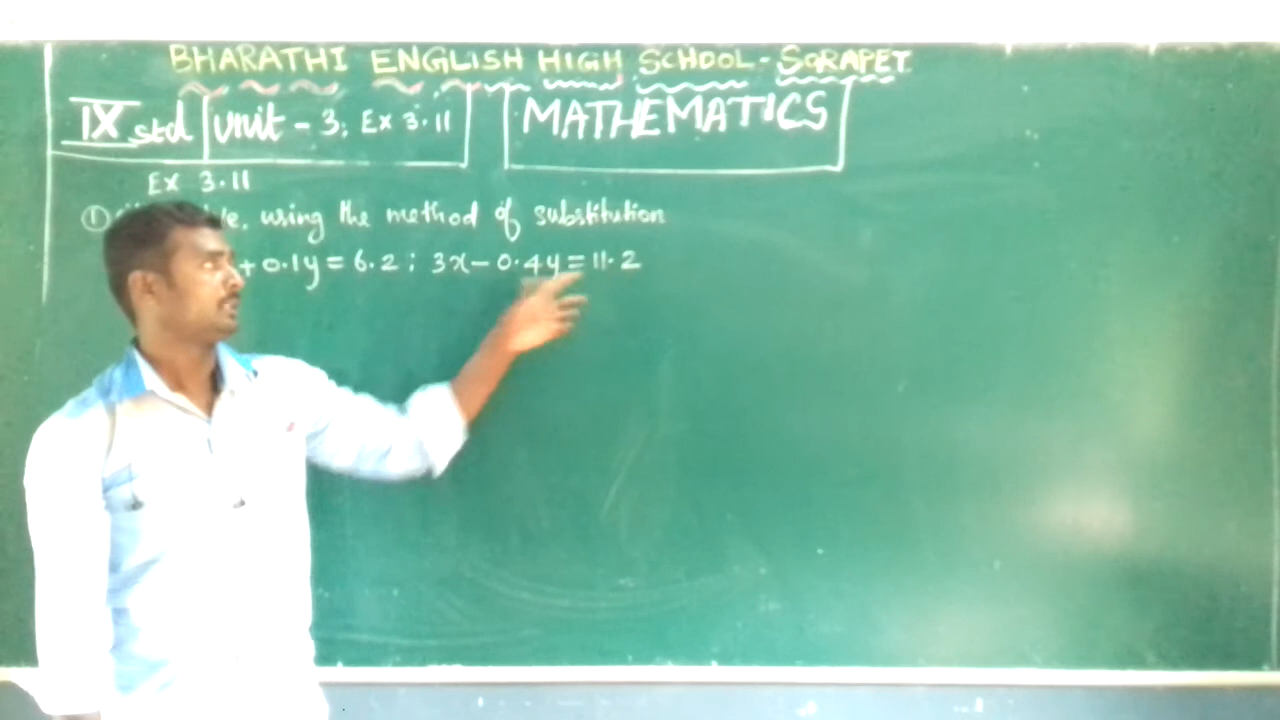 BHARATHI ENGLISH HIGH SCHOOL - SORAPET
IX std unit - 3; Ex 3.11 MATHEMATICS
Ex 3.11
① using the method of substitution
+ 0.1y = 6.2 ; 3x - 0.4y = 11.2